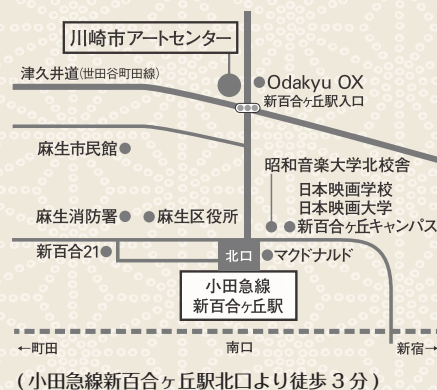 川崎市アートセンター
津久井道(世田谷町田線)
Odakyu OX
新百合ヶ丘駅入口
麻生市民館
昭和音楽大学北校舎
日本映画学校
日本映画大学
新百合ヶ丘キャンパス
麻生消防署
麻生区役所
新百合21
北口
マクドナルド
小田急線
新百合ヶ丘駅
←町田
南口
新宿→
(小田急線新百合ヶ丘駅北口より徒歩3分)